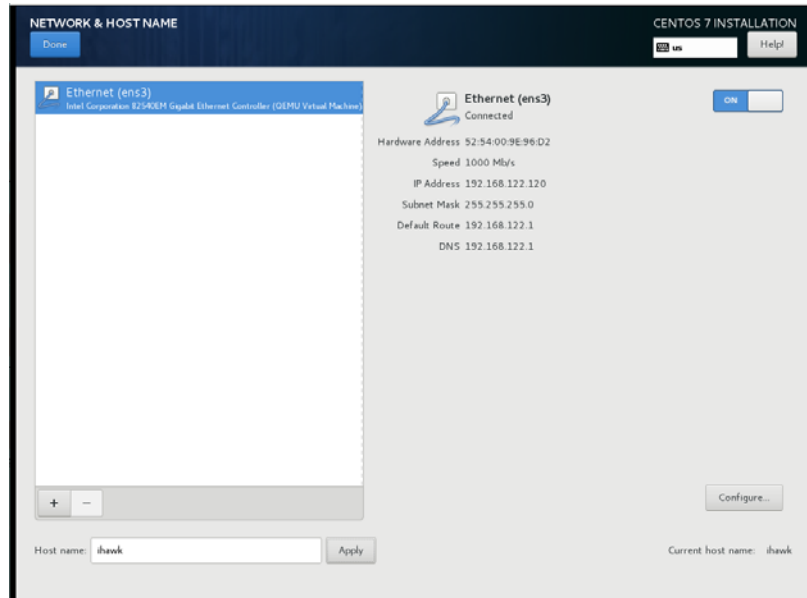 NETWORK & HOST NAME
CENTOS 7 INSTALLATION
Done
us
Help!
Ethernet (ens3)
Intel Corporation 82540EM Gigabit Ethernet Controller (QEMU Virtual Machine)
Ethernet (ens3)
Connected
ON
Hardware Address 52:54:00:9E:96:D2
Speed 1000 Mb/s
IP Address 192.168.122.120
Subnet Mask 255.255.255.0
Default Route 192.168.122.1
DNS 192.168.122.1
+ −
Configure...
Host name: ihawk Apply
Current host name: ihawk